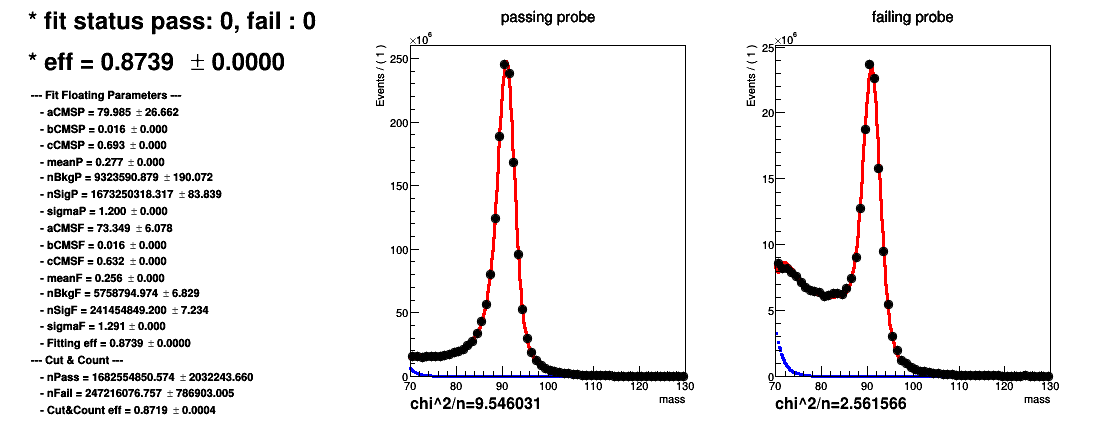 * fit status pass: 0, fail : 0
* eff = 0.8739 ± 0.0000
--- Fit Floating Parameters ---
- aCMSP = 79.985 ± 26.662
- bCMSP = 0.016 ± 0.000
- cCMSP = 0.693 ± 0.000
- meanP = 0.277 ± 0.000
- nBkgP = 9323590.879 ± 190.072
- nSigP = 1673250318.317 ± 83.839
- sigmaP = 1.200 ± 0.000
- aCMSF = 73.349 ± 6.078
- bCMSF = 0.016 ± 0.000
- cCMSF = 0.632 ± 0.000
- meanF = 0.256 ± 0.000
- nBkgF = 5758794.974 ± 6.829
- nSigF = 241454849.200 ± 7.234
- sigmaF = 1.291 ± 0.000
- Fitting eff = 0.8739 ± 0.0000
--- Cut & Count ---
- nPass = 1682554850.574 ± 2032243.660
- nFail = 247216076.757 ± 786903.005
- Cut&Count eff = 0.8719 ± 0.0004
passing probe
×10⁶
Events / ( 1 )
250
200
150
100
50
0
70 80 90 100 110 120 130
mass
chi^2/n=9.546031
failing probe
×10⁶
Events / ( 1 )
25
20
15
10
5
0
70 80 90 100 110 120 130
mass
chi^2/n=2.561566